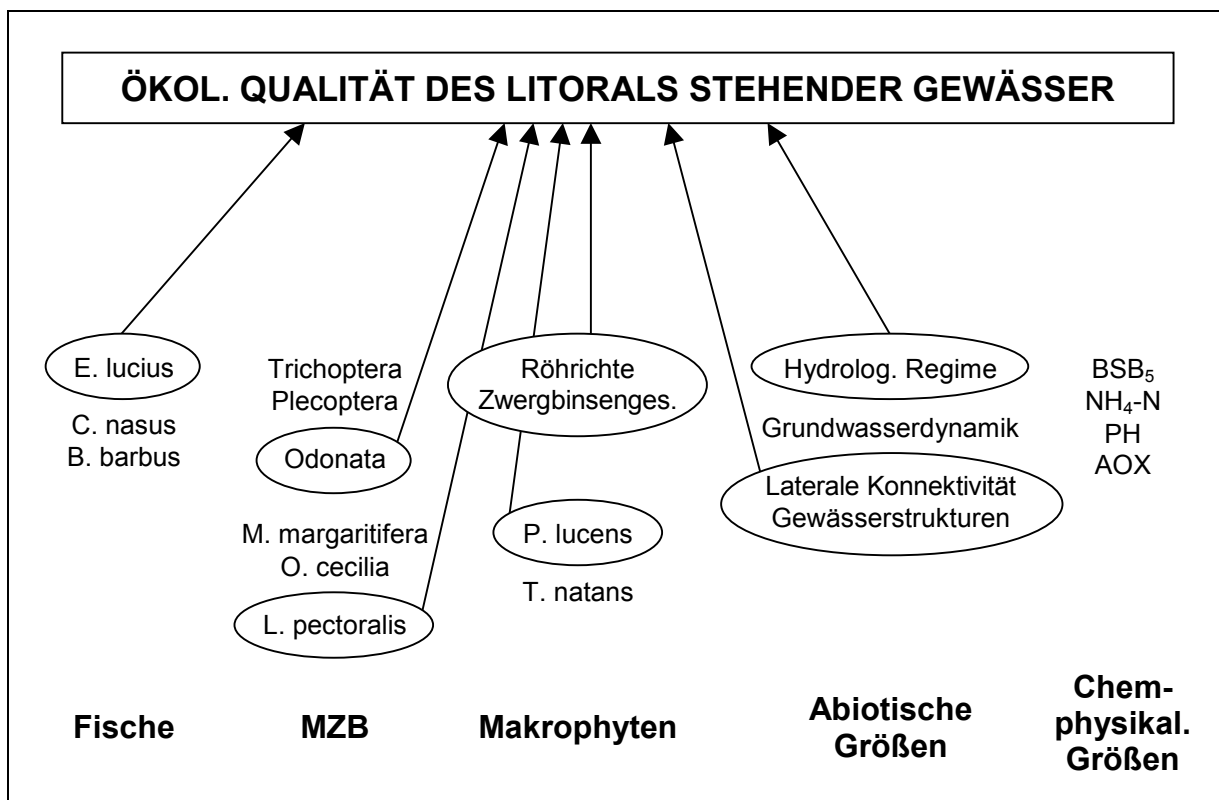 ÖKOL. QUALITÄT DES LITORALS STEHENDER GEWÄSSER
E. lucius
C. nasus
B. barbus
Trichoptera
Plecoptera
Odonata
M. margaritifera
O. cecilia
L. pectoralis
Röhrichte
Zwergbinsenges.
P. lucens
T. natans
Hydrolog. Regime
Grundwasserdynamik
Laterale Konnektivität
Gewässerstrukturen
BSB₅
NH₄-N
PH
AOX
Fische
MZB
Makrophyten
Abiotische
Größen
Chem-
physikal.
Größen